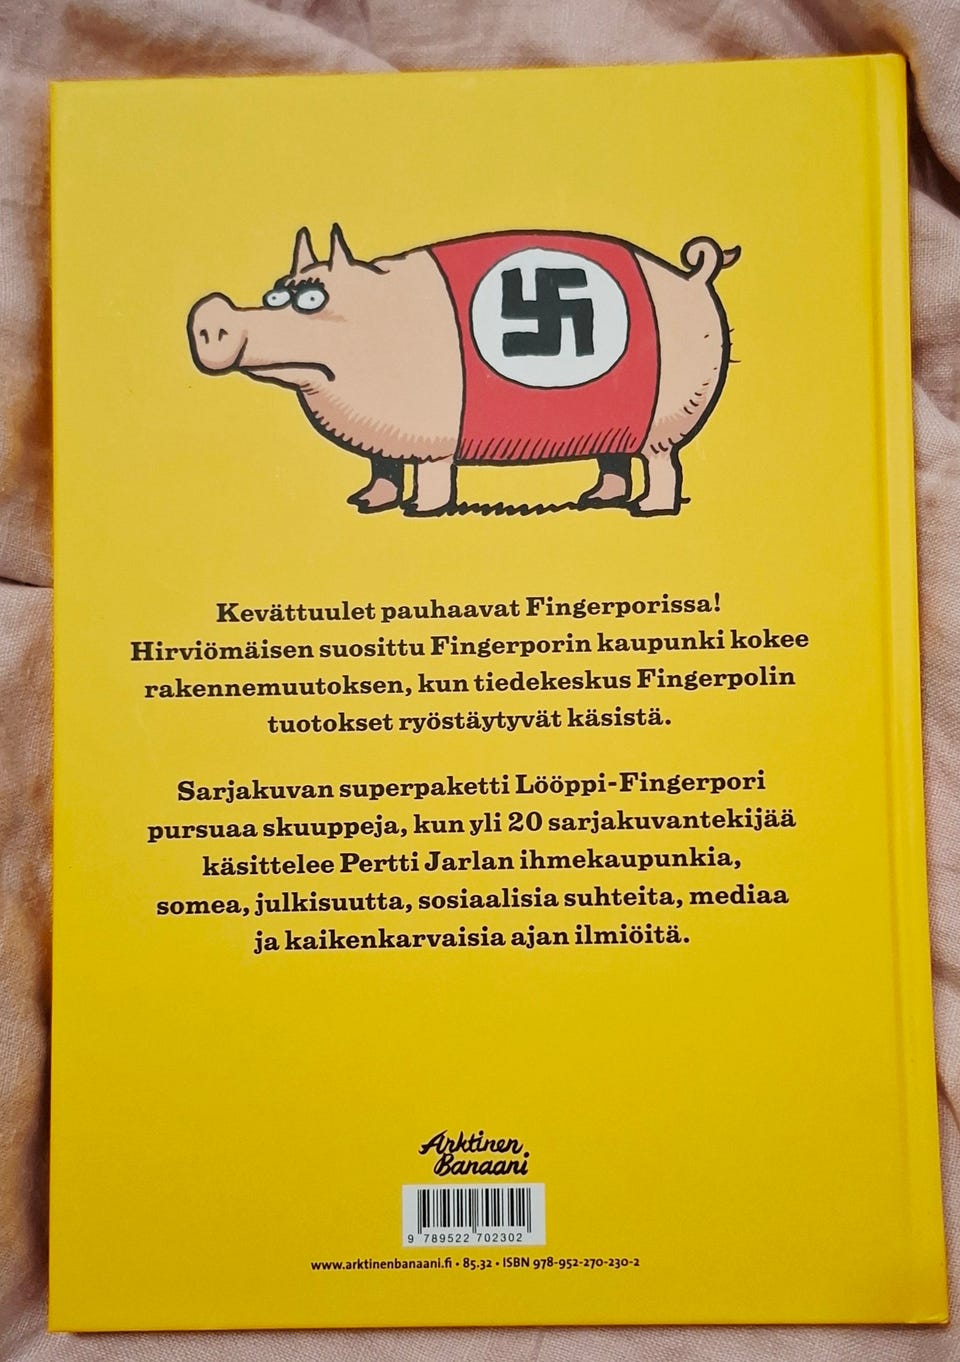 Kevättuulet pauhaavat Fingerporissa!
Hirviömäisen suosittu Fingerporin kaupunki kokee
rakennemuutoksen, kun tiedekeskus Fingerpolin
tuotokset ryöstäytyvät käsistä.
Sarjakuvan superpaketti Lööppi-Fingerpori
pursuaa skuuppeja, kun yli 20 sarjakuvantekijää
käsittelee Pertti Jarlan ihmekaupunkia,
somea, julkisuutta, sosiaalisia suhteita, mediaa
ja kaikenkarvaisia ajan ilmiöitä.
Arktinen
Banaani
9 789522 702302
www.arktinenbanaani.fi • 85.32 • ISBN 978-952-270-230-2